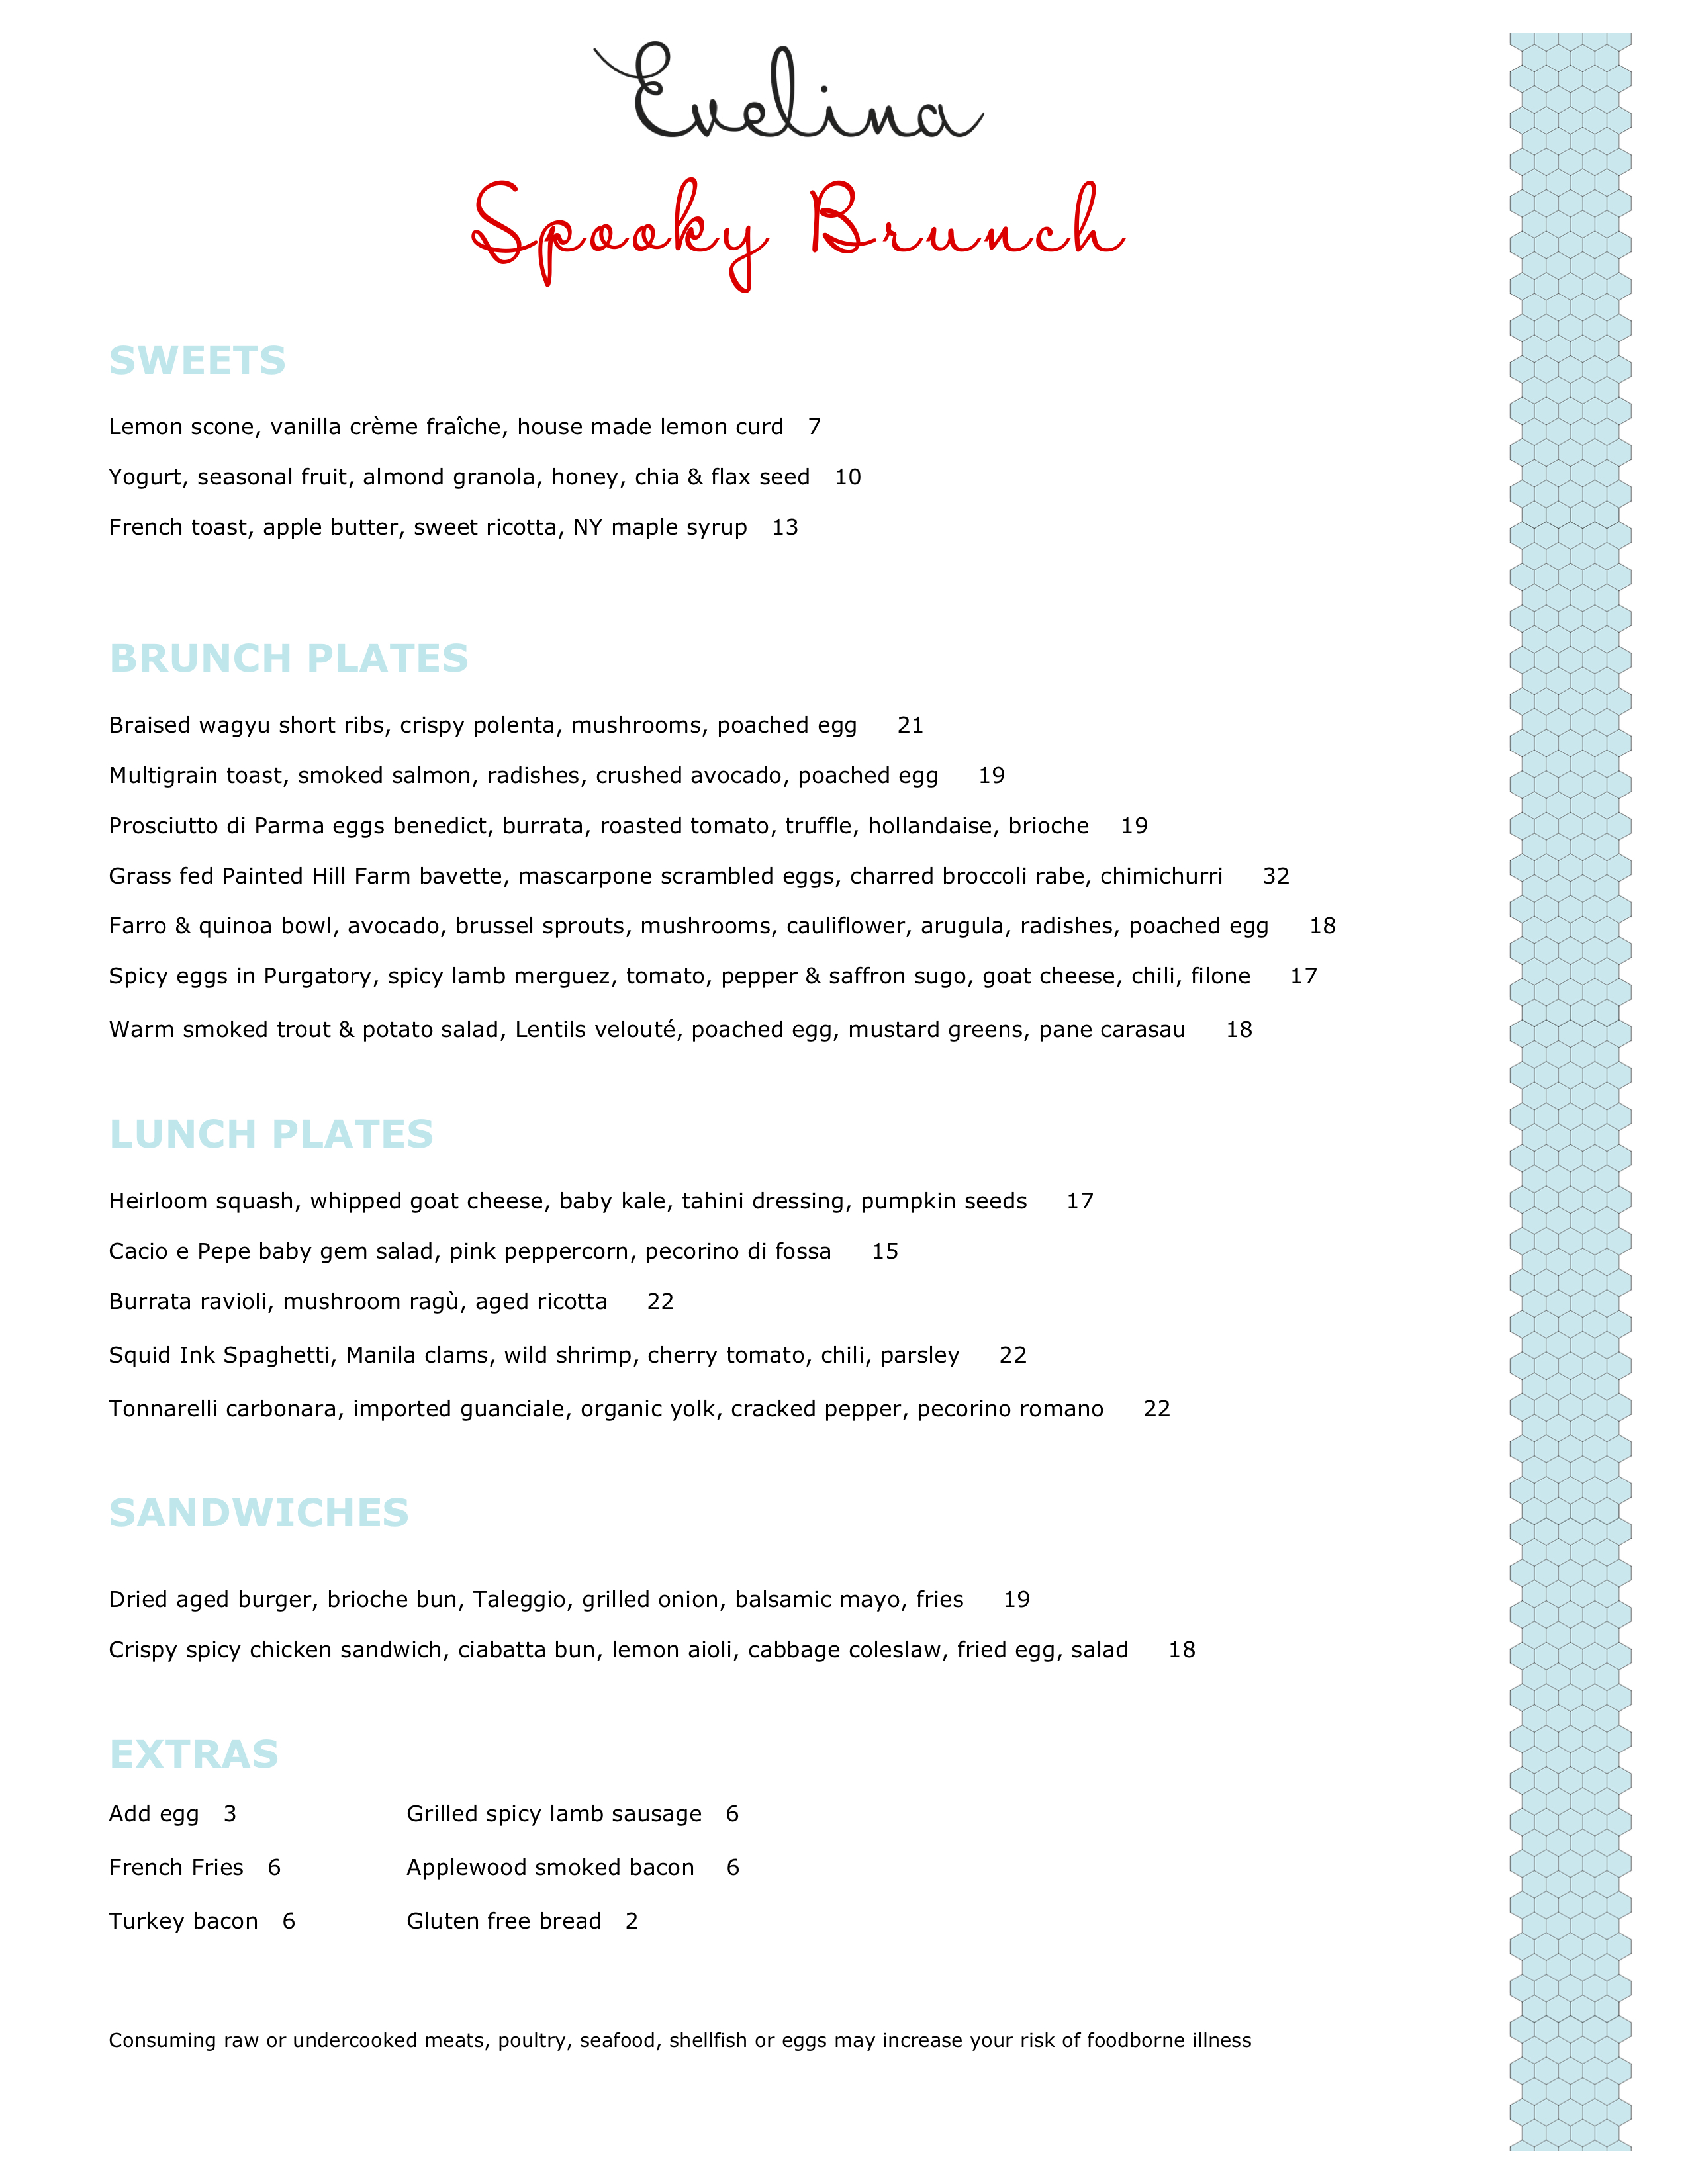 Evelina
Spooky Brunch
SWEETS
Lemon scone, vanilla crème fraîche, house made lemon curd 7
Yogurt, seasonal fruit, almond granola, honey, chia & flax seed 10
French toast, apple butter, sweet ricotta, NY maple syrup 13
BRUNCH PLATES
Braised wagyu short ribs, crispy polenta, mushrooms, poached egg 21
Multigrain toast, smoked salmon, radishes, crushed avocado, poached egg 19
Prosciutto di Parma eggs benedict, burrata, roasted tomato, truffle, hollandaise, brioche 19
Grass fed Painted Hill Farm bavette, mascarpone scrambled eggs, charred broccoli rabe, chimichurri 32
Farro & quinoa bowl, avocado, brussel sprouts, mushrooms, cauliflower, arugula, radishes, poached egg 18
Spicy eggs in Purgatory, spicy lamb merguez, tomato, pepper & saffron sugo, goat cheese, chili, filone 17
Warm smoked trout & potato salad, Lentils velouté, poached egg, mustard greens, pane carasau 18
LUNCH PLATES
Heirloom squash, whipped goat cheese, baby kale, tahini dressing, pumpkin seeds 17
Cacio e Pepe baby gem salad, pink peppercorn, pecorino di fossa 15
Burrata ravioli, mushroom ragù, aged ricotta 22
Squid Ink Spaghetti, Manila clams, wild shrimp, cherry tomato, chili, parsley 22
Tonnarelli carbonara, imported guanciale, organic yolk, cracked pepper, pecorino romano 22
SANDWICHES
Dried aged burger, brioche bun, Taleggio, grilled onion, balsamic mayo, fries 19
Crispy spicy chicken sandwich, ciabatta bun, lemon aioli, cabbage coleslaw, fried egg, salad 18
EXTRAS
Add egg 3 Grilled spicy lamb sausage 6
French Fries 6 Applewood smoked bacon 6
Turkey bacon 6 Gluten free bread 2
Consuming raw or undercooked meats, poultry, seafood, shellfish or eggs may increase your risk of foodborne illness